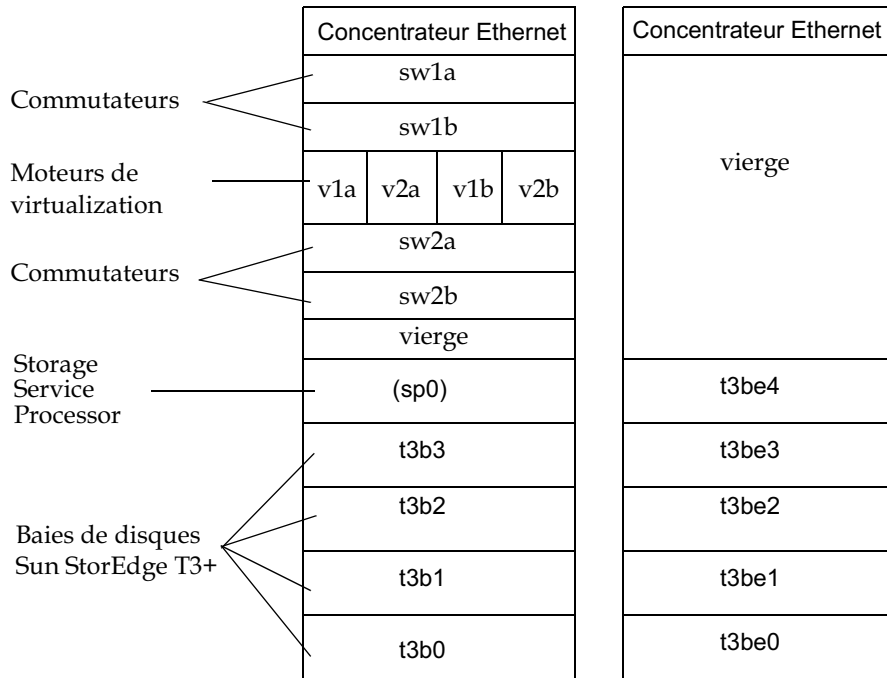 Concentrateur Ethernet
Concentrateur Ethernet
Commutateurs
sw1a
sw1b
vierge
Moteurs de
virtualization
v1a
v2a
v1b
v2b
Commutateurs
sw2a
sw2b
vierge
Storage
Service
Processor
(sp0)
t3be4
t3b3
t3be3
t3b2
t3be2
Baies de disques
Sun StorEdge T3+
t3b1
t3be1
t3b0
t3be0